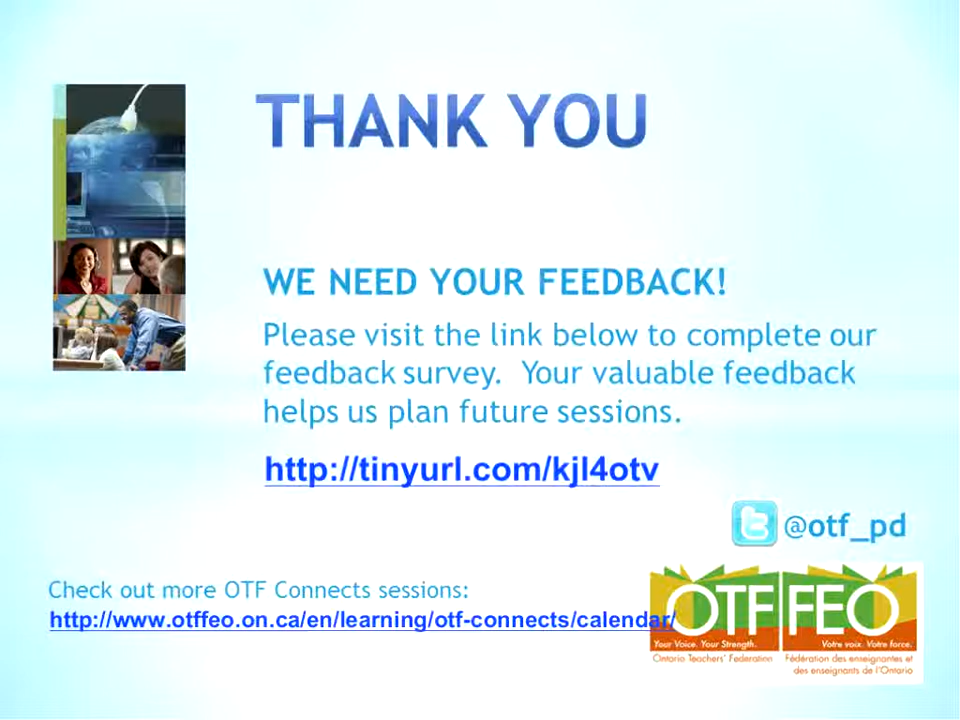 THANK YOU
WE NEED YOUR FEEDBACK!
Please visit the link below to complete our
feedback survey. Your valuable feedback
helps us plan future sessions.
http://tinyurl.com/kjl4otv
@otf_pd
Check out more OTF Connects sessions:
http://www.otffeo.on.ca/en/learning/otf-connects/calendar/
OTF FEO
Your Voice. Your Strength. Votre voix. Votre force.
Ontario Teachers' Federation Fédération des enseignantes et
des enseignants de l'Ontario